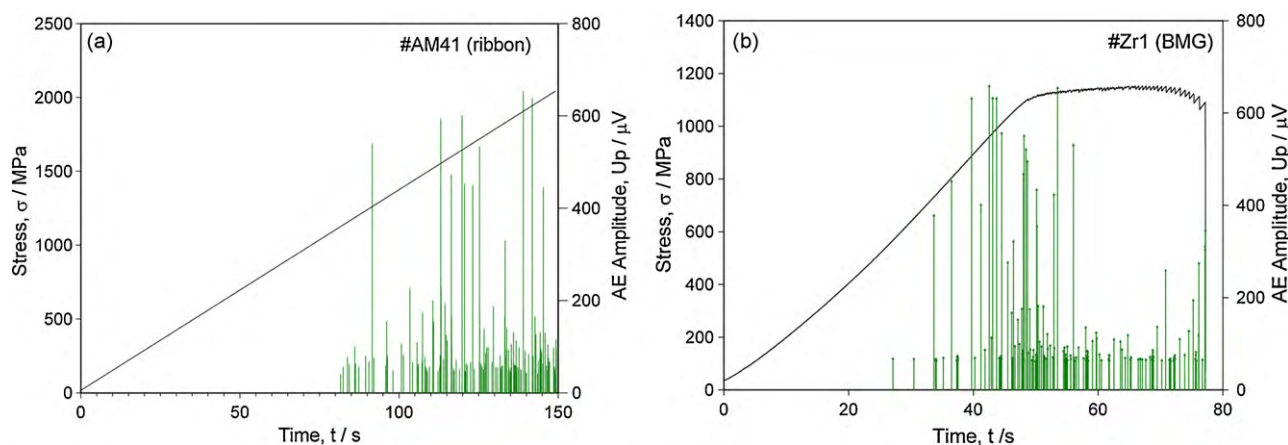 (a)
#AM41 (ribbon)
Stress, σ / MPa
2500
2000
1500
1000
500
0
AE Amplitude, Up / μV
800
600
400
200
0
0 50 100 150
Time, t / s
(b)
#Zr1 (BMG)
Stress, σ / MPa
1400
1200
1000
800
600
400
200
0
AE Amplitude, Up / μV
800
600
400
200
0
0 20 40 60 80
Time, t /s